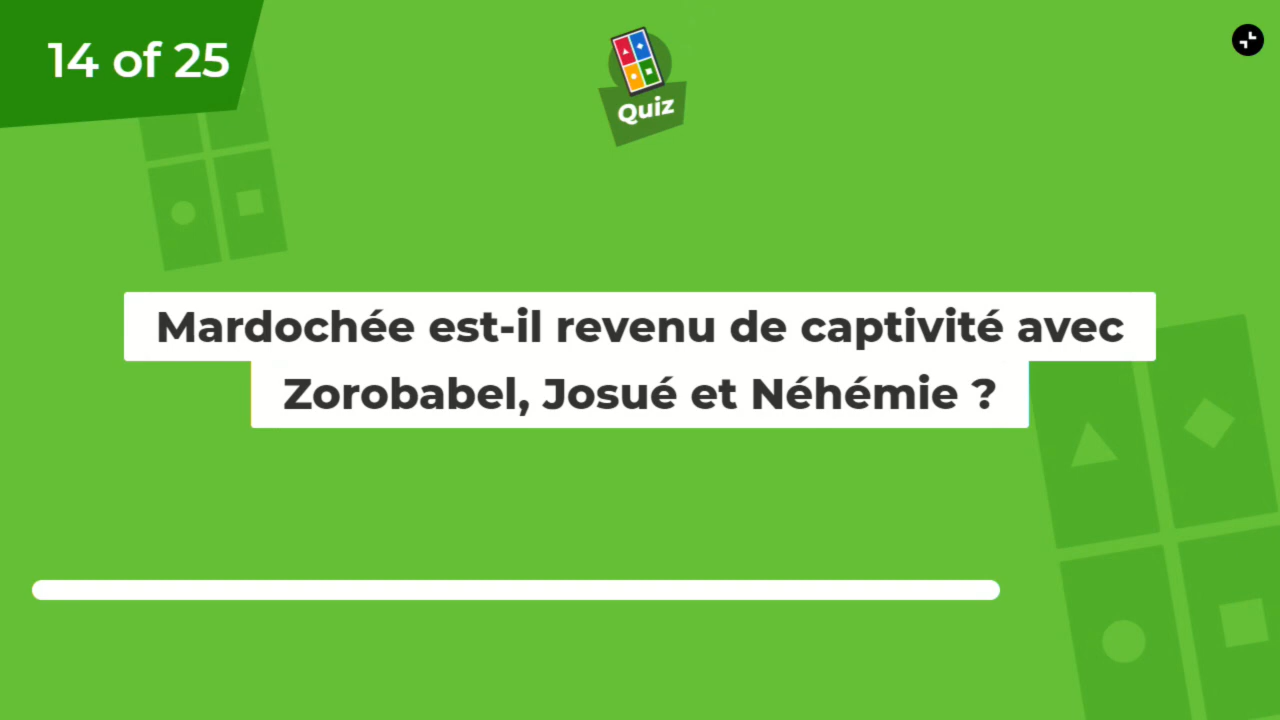 14 of 25
Quiz
Mardochée est-il revenu de captivité avec
Zorobabel, Josué et Néhémie ?